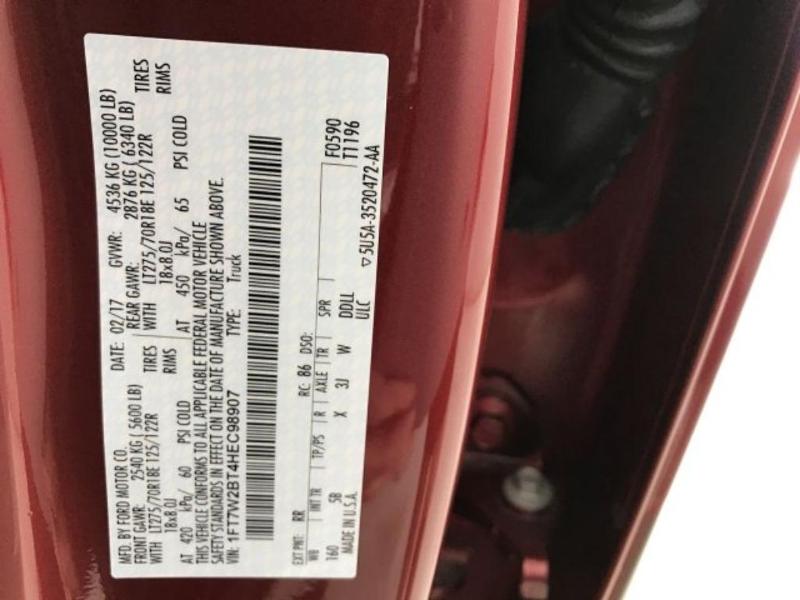 MFD. BY FORD MOTOR CO. DATE: 02/17 GVWR: 4536 KG (10000 LB)
FRONT GAWR: 2540 KG ( 5600 LB) REAR GAWR: 2876 KG ( 6340 LB)
WITH LT275/70R18E 125/122R TIRES WITH LT275/70R18E 125/122R TIRES
18x8.0J RIMS 18x8.0J RIMS
AT 420 kPa/ 60 PSI COLD AT 450 kPa/ 65 PSI COLD
THIS VEHICLE CONFORMS TO ALL APPLICABLE FEDERAL MOTOR VEHICLE
SAFETY STANDARDS IN EFFECT ON THE DATE OF MANUFACTURE SHOWN ABOVE.
1FT7W2BT4HEC98907 TYPE: Truck
EXT PNT: RR RC: 86 DSO: F0590
WB INT TR TP/PS R AXLE TR SPR T1196
160 5B X 3J W DDLL
MADE IN U.S.A. ULC ▽5U5A-3520472-AA